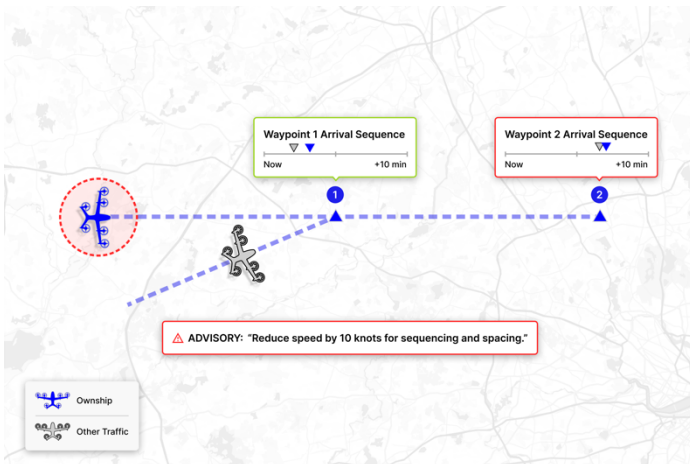 Waypoint 1 Arrival Sequence
Now +10 min
Waypoint 2 Arrival Sequence
Now +10 min
1
2
ADVISORY: “Reduce speed by 10 knots for sequencing and spacing.”
Ownship
Other Traffic